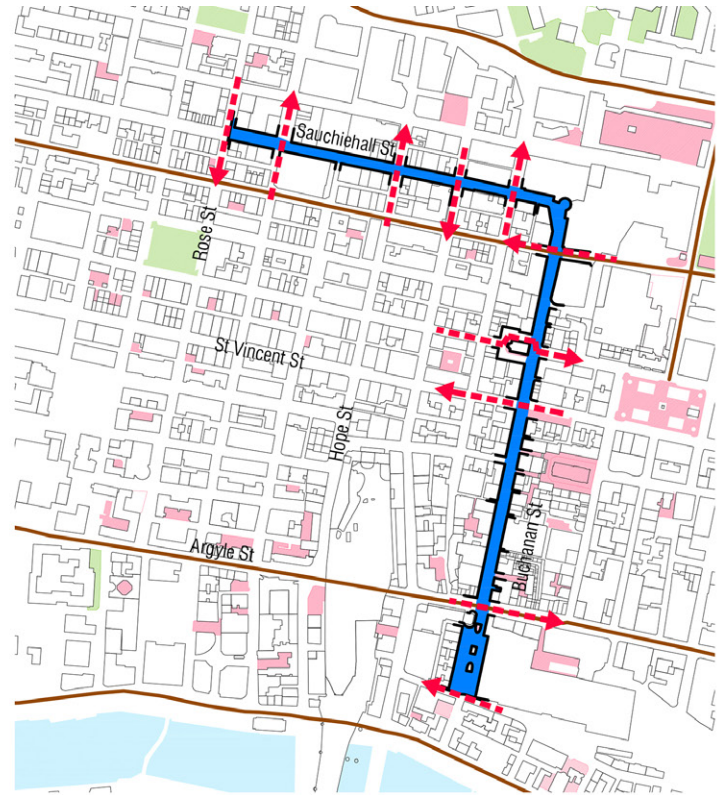 Sauchiehall St
Rose St
St Vincent St
Hope St
Buchanan St
Argyle St